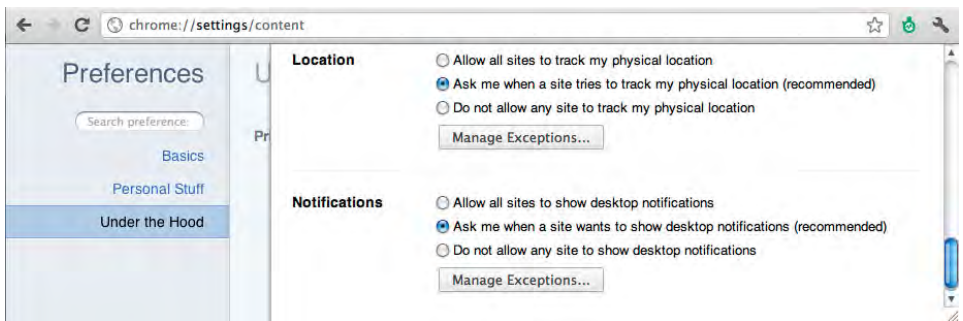 chrome://settings/content
Preferences
Search preference:
Basics
Personal Stuff
Under the Hood
U
Pr
Location
Allow all sites to track my physical location
Ask me when a site tries to track my physical location (recommended)
Do not allow any site to track my physical location
Manage Exceptions...
Notifications
Allow all sites to show desktop notifications
Ask me when a site wants to show desktop notifications (recommended)
Do not allow any site to show desktop notifications
Manage Exceptions...